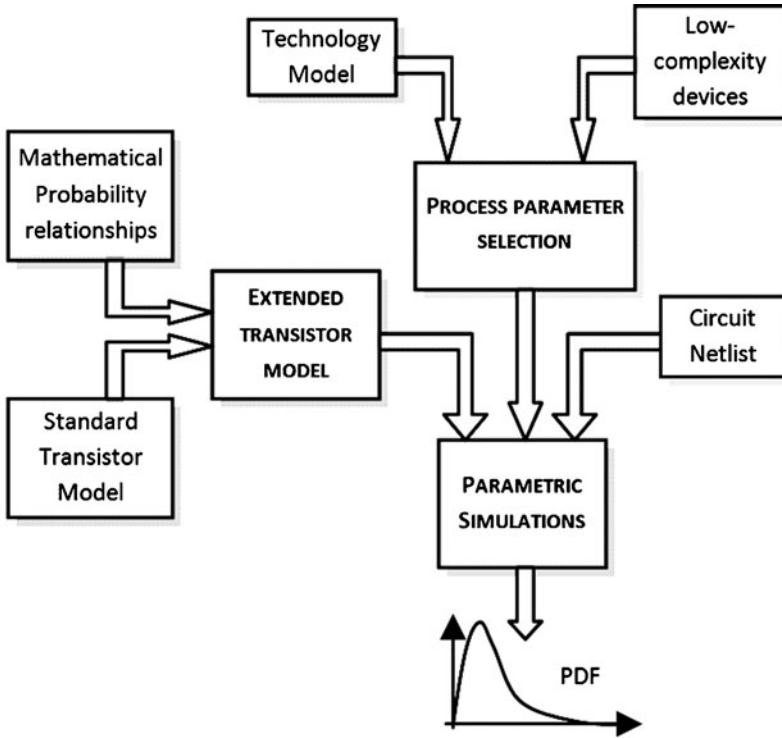 Technology
Model
Low-
complexity
devices
Mathematical
Probability
relationships
PROCESS PARAMETER
SELECTION
EXTENDED
TRANSISTOR
MODEL
Circuit
Netlist
Standard
Transistor
Model
PARAMETRIC
SIMULATIONS
PDF